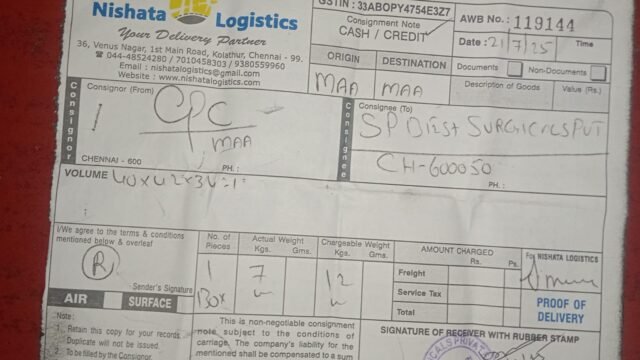 Nishata
Logistics
Your Delivery Partner
36, Venus Nagar, 1st Main Road, Kolathur, Chennai - 99.
044-48524280 / 7010458303 / 9380559960
Email : nishatalogistics@gmail.com
Website : www.nishatalogistics.com
GSTIN : 33ABOPY4754E3Z7
Consignment Note
CASH / CREDIT
AWB No. : 119144
Date : 21/7/25 Time
ORIGIN DESTINATION
MAA MAA
Documents Non-Documents
Description of Goods Value (Rs.)
Consignor
Consignor (From)
CPC
MAA
CHENNAI - 600 PH. :
Consignee
Consignee (To)
SP SURGICALS PVT
CH-600050
PH. :
VOLUME 40x42x34=1
I/We agree to the terms & conditions
mentioned below & overleaf
R
Sender's Signature
AIR SURFACE
No. of Pieces
1
Box
Actual Weight
Kgs. Gms.
7
Chargeable Weight
Kgs. Gms.
12
AMOUNT CHARGED
Rs. Ps.
Freight
Service Tax
Total
For NISHATA LOGISTICS
PROOF OF
DELIVERY
Note :
1. Retain this copy for your records.
Duplicate will not be issued.
2. To be filled by the Consignor.
This is non-negotiable consignment
note subject to the conditions of
carriage. The company's liability for the
mentioned shall be compensated to a sum
SIGNATURE OF RECEIVER WITH RUBBER STAMP